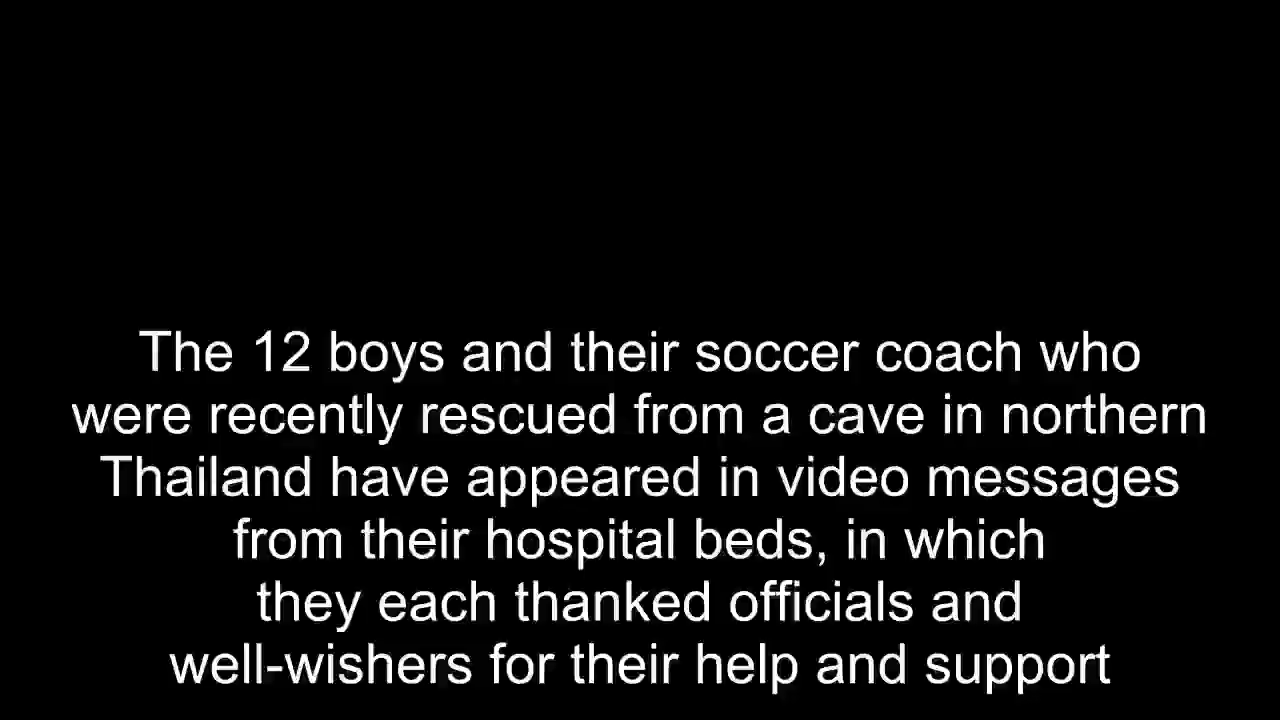 The 12 boys and their soccer coach who
were recently rescued from a cave in northern
Thailand have appeared in video messages
from their hospital beds, in which
they each thanked officials and
well-wishers for their help and support